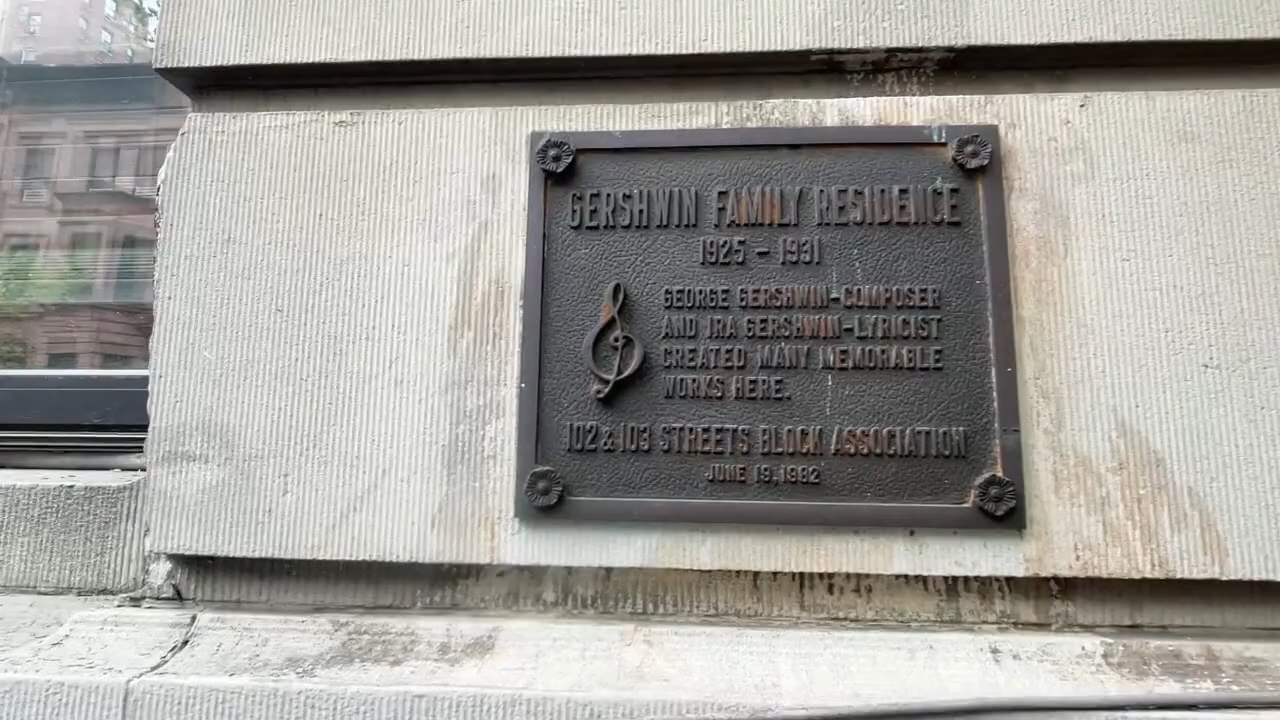 GERSHWIN FAMILY RESIDENCE
1925 - 1931
GEORGE GERSHWIN-COMPOSER
AND IRA GERSHWIN-LYRICIST
CREATED MANY MEMORABLE
WORKS HERE.
102 & 103 STREETS BLOCK ASSOCIATION
JUNE 19, 1982